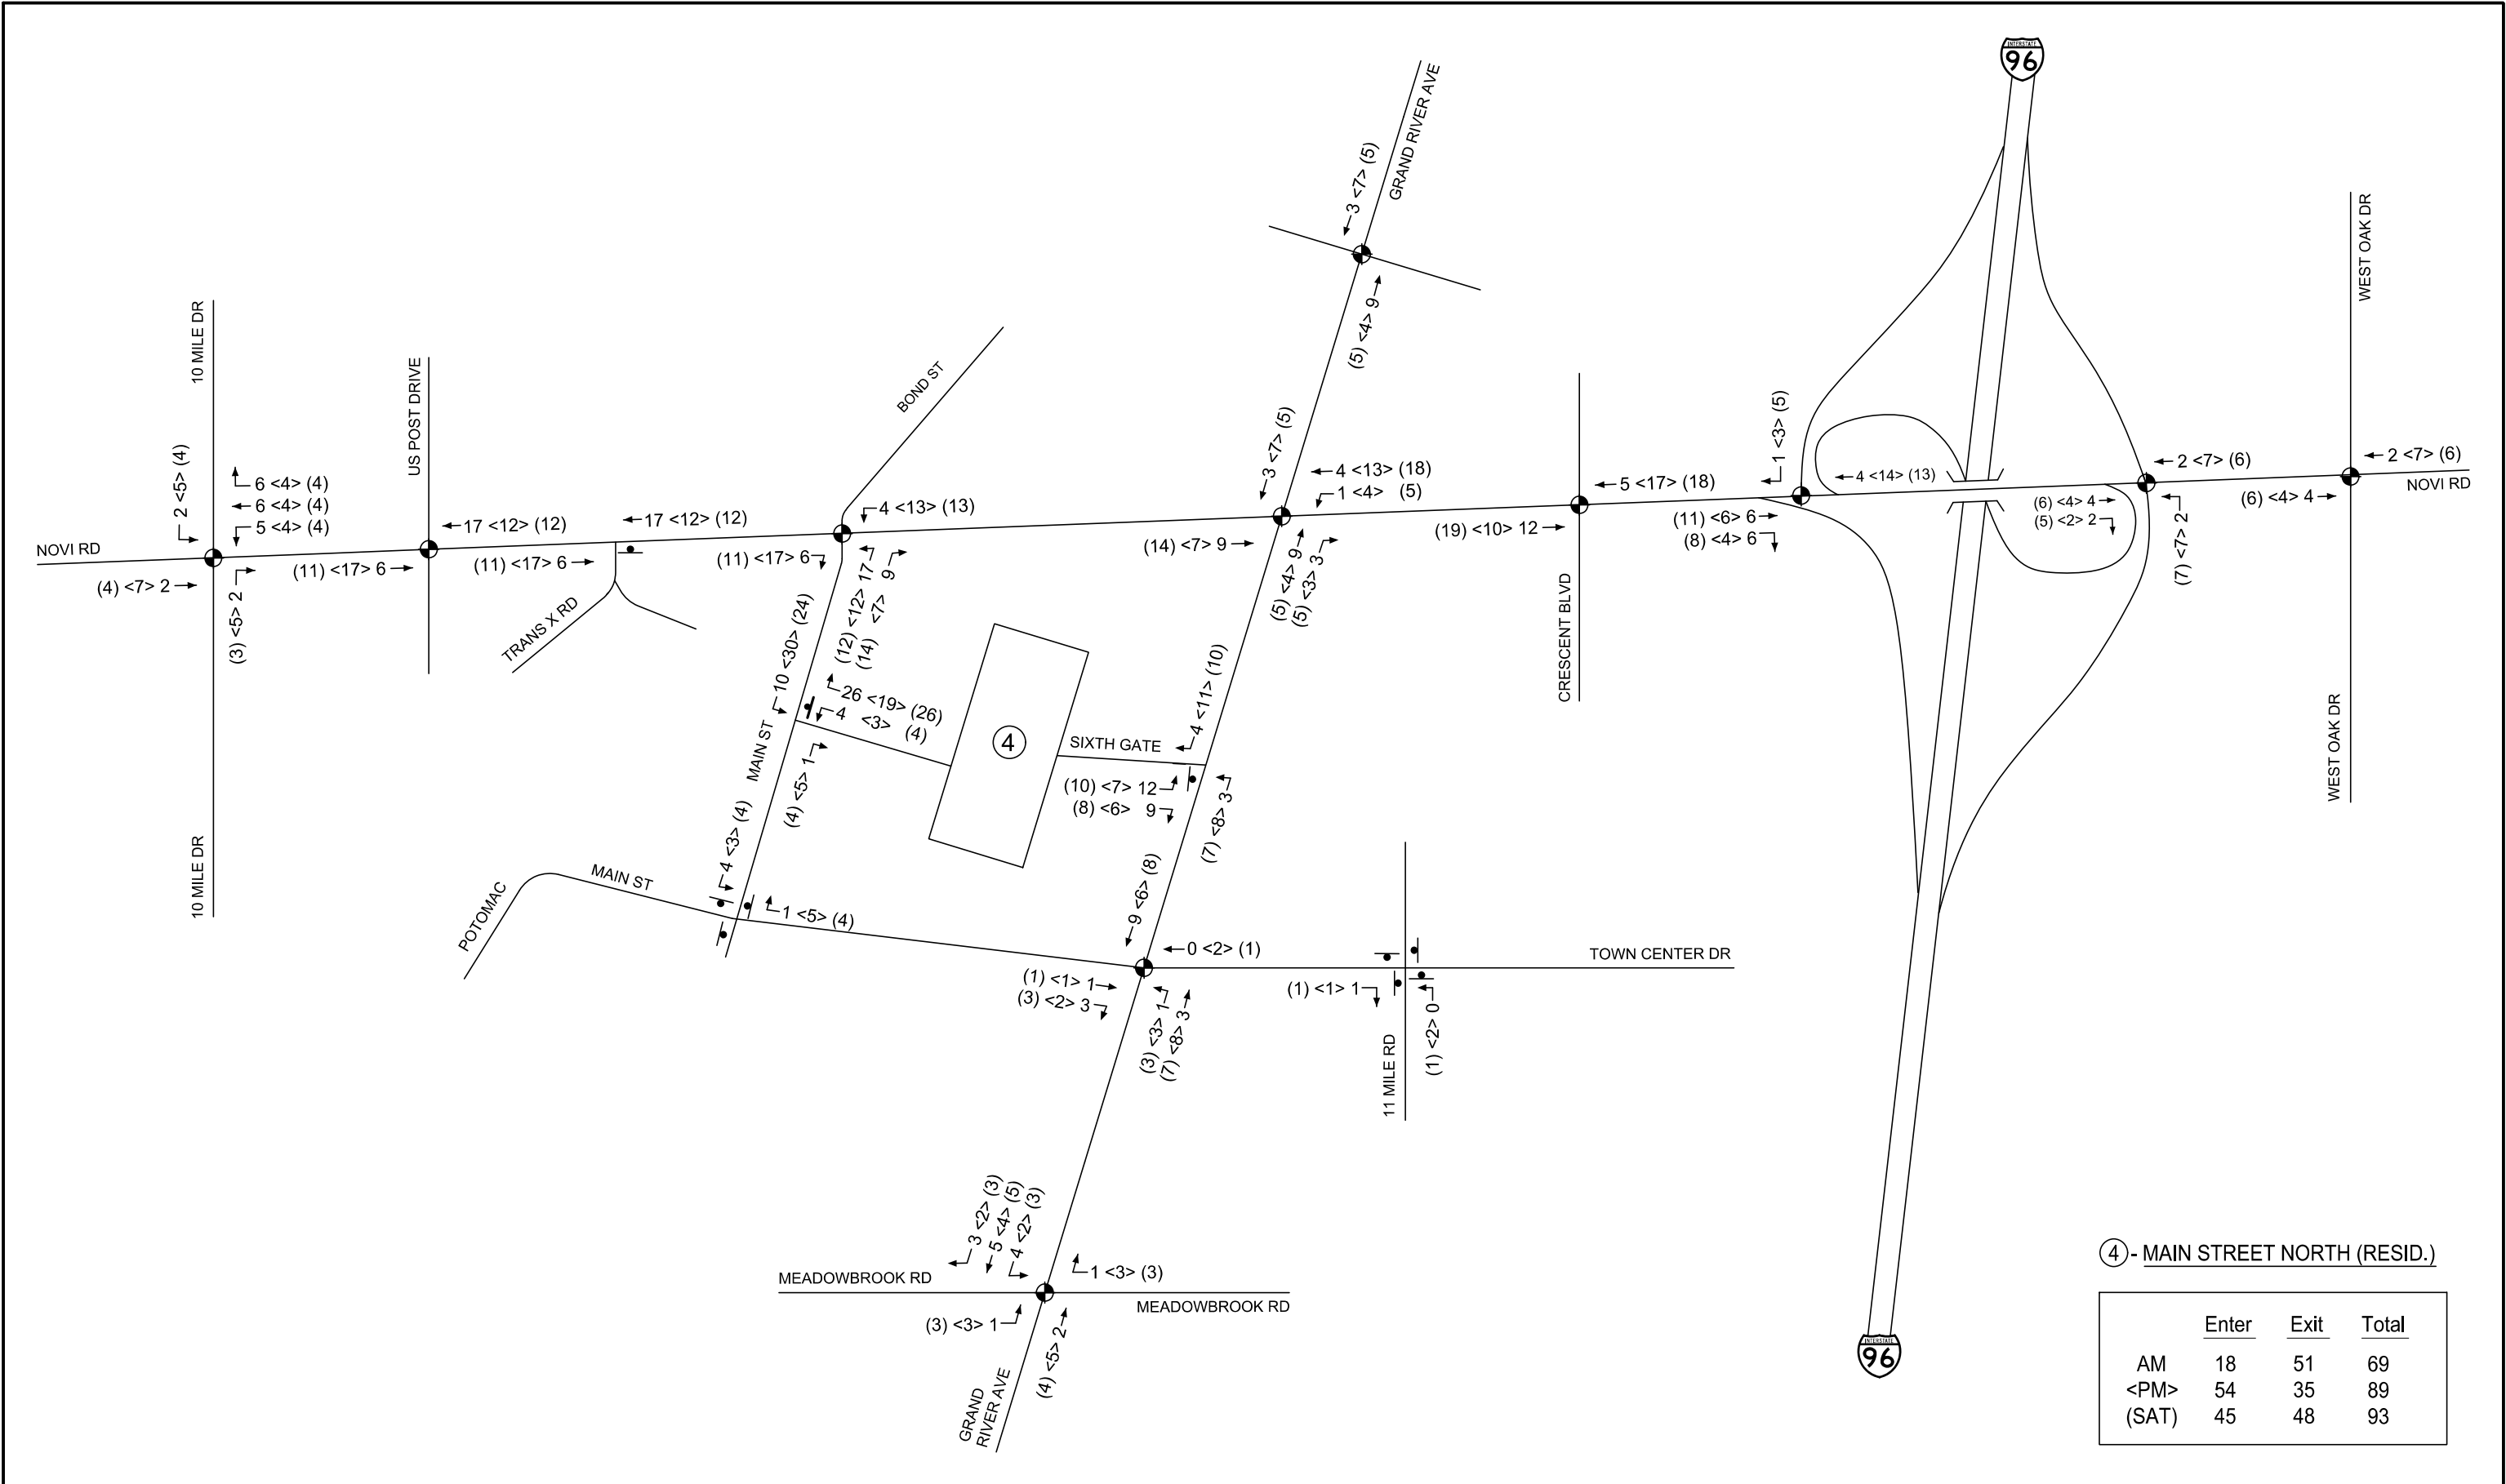 INTERSTATE
96
GRAND RIVER AVE
3 <7> (5)
(5) <4> 9
WEST OAK DR
10 MILE DR
US POST DRIVE
BOND ST
2 <5> (4)
6 <4> (4)
6 <4> (4)
5 <4> (4)
NOVI RD
(4) <7> 2
(3) <5> 2
17 <12> (12)
(11) <17> 6
17 <12> (12)
(11) <17> 6
TRANS X RD
4 <13> (13)
(11) <17> 6
(12) <12> 17
(14) <7> 9
3 <7> (5)
4 <13> (18)
1 <4> (5)
(14) <7> 9
(5) <4> 9
(5) <3> 3
5 <17> (18)
(19) <10> 12
CRESCENT BLVD
1 <3> (5)
(11) <6> 6
(8) <4> 6
4 <14> (13)
(6) <4> 4
(5) <2> 2
2 <7> (6)
(7) <7> 2
2 <7> (6)
NOVI RD
(6) <4> 4
WEST OAK DR
10 <30> (24)
MAIN ST
26 <19> (26)
4 <3> (4)
(4) <5> 1
4
SIXTH GATE
4 <11> (10)
(10) <7> 12
(8) <6> 9
(7) <8> 3
10 MILE DR
POTOMAC
MAIN ST
4 <3> (4)
1 <5> (4)
9 <6> (8)
0 <2> (1)
(1) <1> 1
(3) <2> 3
(3) <3> 1
(7) <8> 3
TOWN CENTER DR
(1) <1> 1
(1) <2> 0
11 MILE RD
3 <2> (3)
5 <4> (5)
4 <2> (3)
1 <3> (3)
MEADOWBROOK RD
MEADOWBROOK RD
(3) <3> 1
(4) <5> 2
GRAND
RIVER AVE
INTERSTATE
96
4 - MAIN STREET NORTH (RESID.)
Enter Exit Total
AM 18 51 69
<PM> 54 35 89
(SAT) 45 48 93